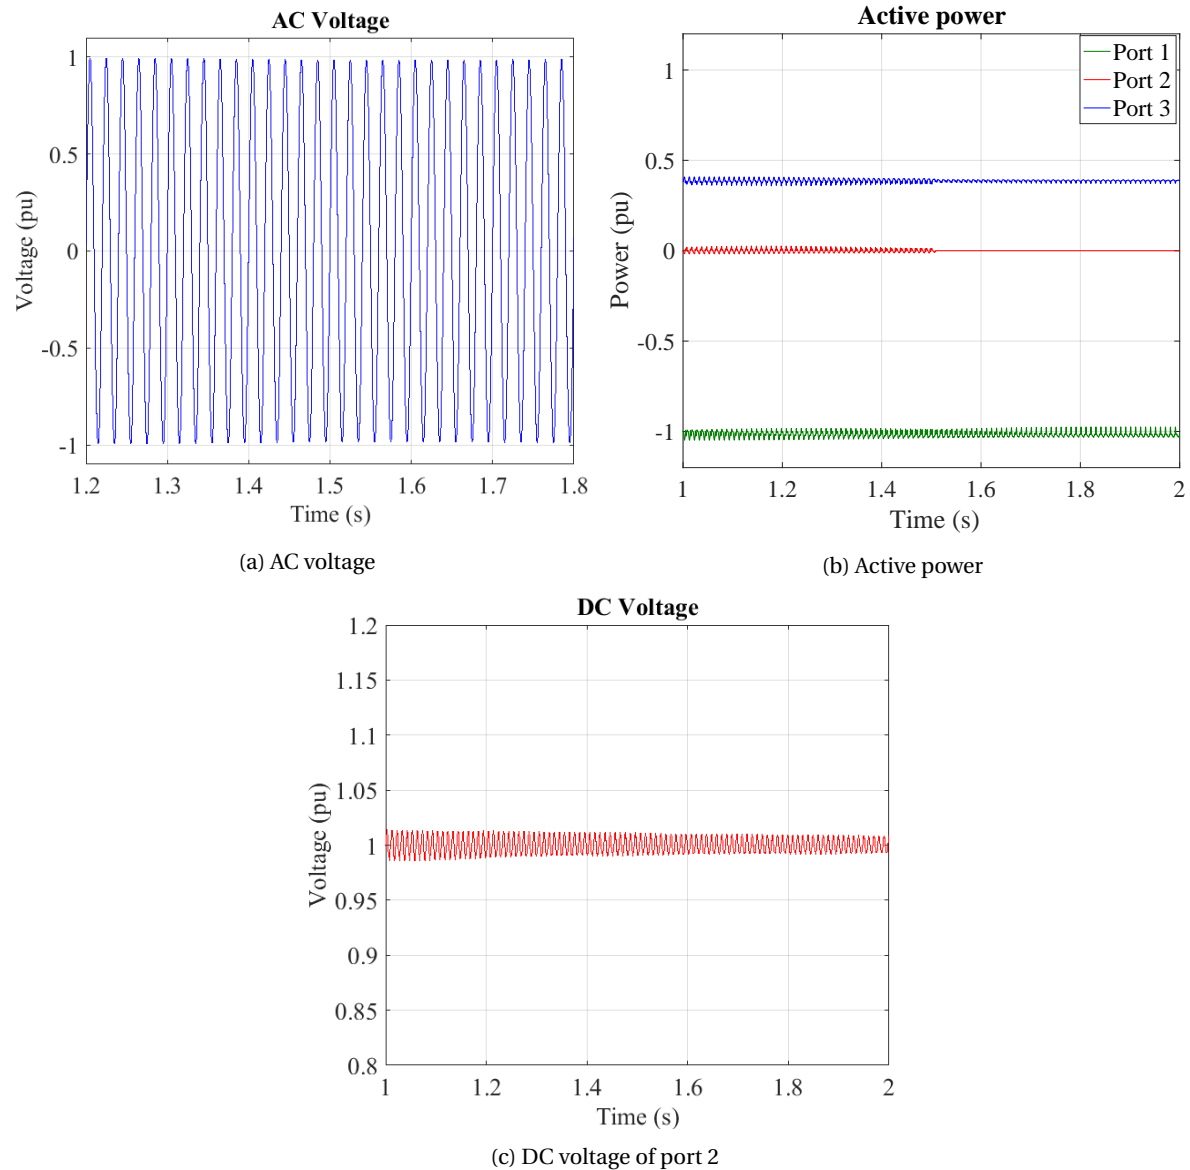 AC Voltage
1
0.5
0
-0.5
-1
Voltage (pu)
1.2 1.3 1.4 1.5 1.6 1.7 1.8
Time (s)
(a) AC voltage
Active power
Port 1
Port 2
Port 3
1
0.5
0
-0.5
-1
Power (pu)
1 1.2 1.4 1.6 1.8 2
Time (s)
(b) Active power
DC Voltage
1.2
1.15
1.1
1.05
1
0.95
0.9
0.85
0.8
Voltage (pu)
1 1.2 1.4 1.6 1.8 2
Time (s)
(c) DC voltage of port 2